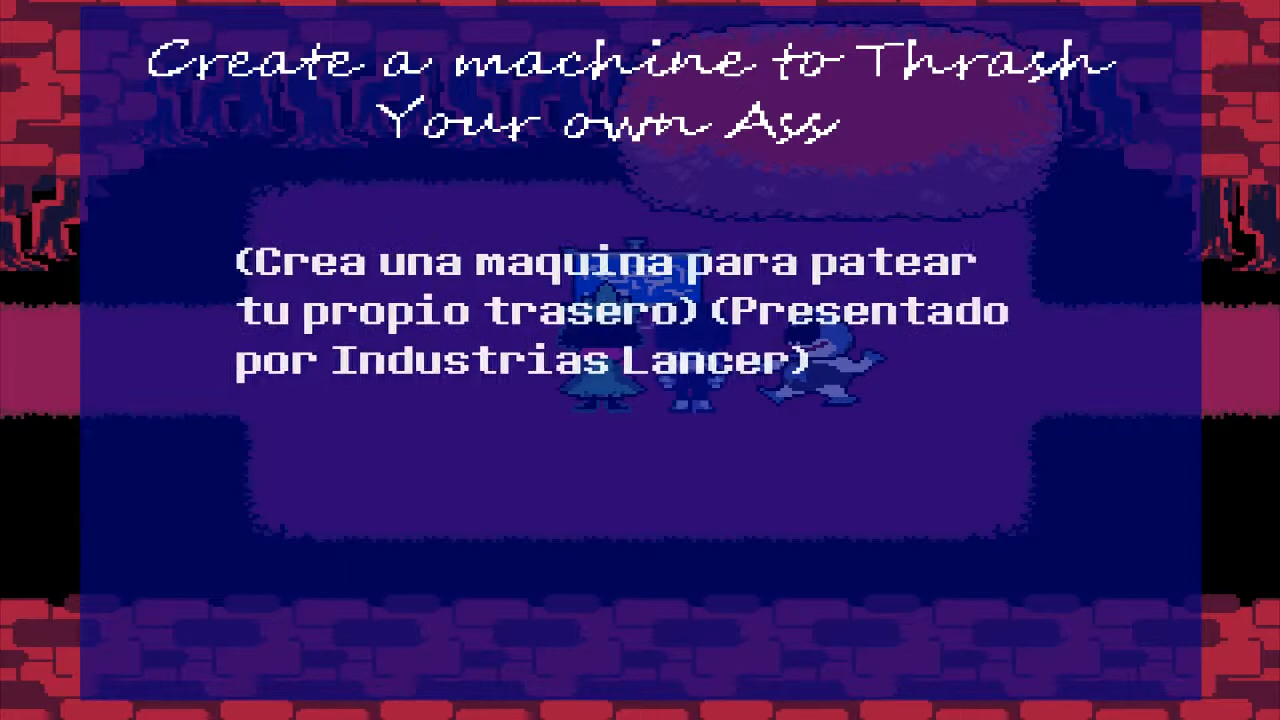 Create a machine to Thrash
Your own Ass
(Crea una maquina para patear
tu propio trasero) (Presentado
por Industrias Lancer)